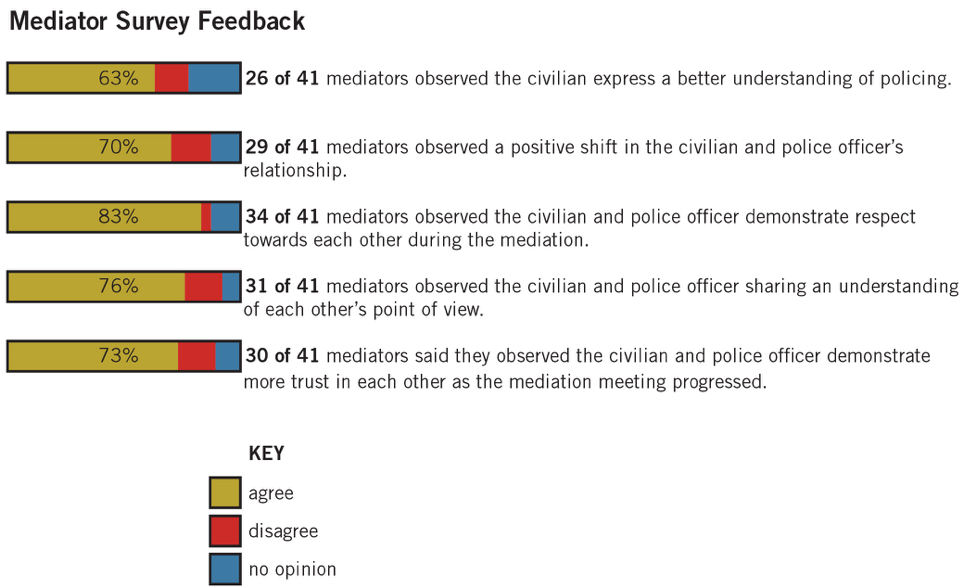 Mediator Survey Feedback
63% 26 of 41 mediators observed the civilian express a better understanding of policing.
70% 29 of 41 mediators observed a positive shift in the civilian and police officer's
relationship.
83% 34 of 41 mediators observed the civilian and police officer demonstrate respect
towards each other during the mediation.
76% 31 of 41 mediators observed the civilian and police officer sharing an understanding
of each other's point of view.
73% 30 of 41 mediators said they observed the civilian and police officer demonstrate
more trust in each other as the mediation meeting progressed.
KEY
agree
disagree
no opinion